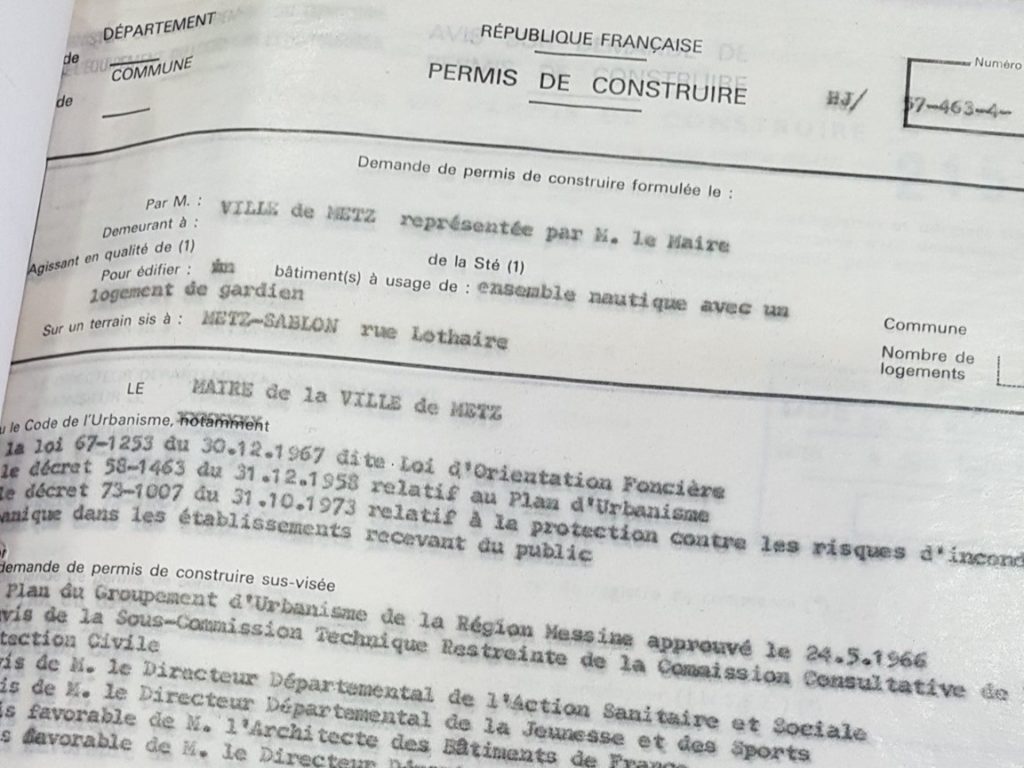 DÉPARTEMENT
de
COMMUNE
de
RÉPUBLIQUE FRANÇAISE
PERMIS DE CONSTRUIRE
HJ/
Numéro
57-463-4-
Demande de permis de construire formulée le :
Par M. : VILLE de METZ représentée par M. le Maire
Demeurant à :
Agissant en qualité de (1) de la Sté (1)
Pour édifier : un bâtiment(s) à usage de : ensemble nautique avec un
logement de gardien
Sur un terrain sis à : METZ-SABLON rue Lothaire
Commune
Nombre de
logements
LE MAIRE de la VILLE de METZ
u le Code de l'Urbanisme, notamment
la loi 67-1253 du 30.12.1967 dite Loi d'Orientation Foncière
le décret 58-1463 du 31.12.1958 relatif au Plan d'Urbanisme
le décret 73-1007 du 31.10.1973 relatif à la protection contre les risques d'incend
anique dans les établissements recevant du public
demande de permis de construire sus-visée
Plan du Groupement d'Urbanisme de la Région Messine approuvé le 24.5.1966
vis de la Sous-Commission Technique Restreinte de la Commission Consultative de
tection Civile
is de M. le Directeur Départemental de l'Action Sanitaire et Sociale
is de M. le Directeur Départemental de la Jeunesse et des Sports
s favorable de M. l'Architecte des Bâtiments de France
s favorable de M. le Directeur